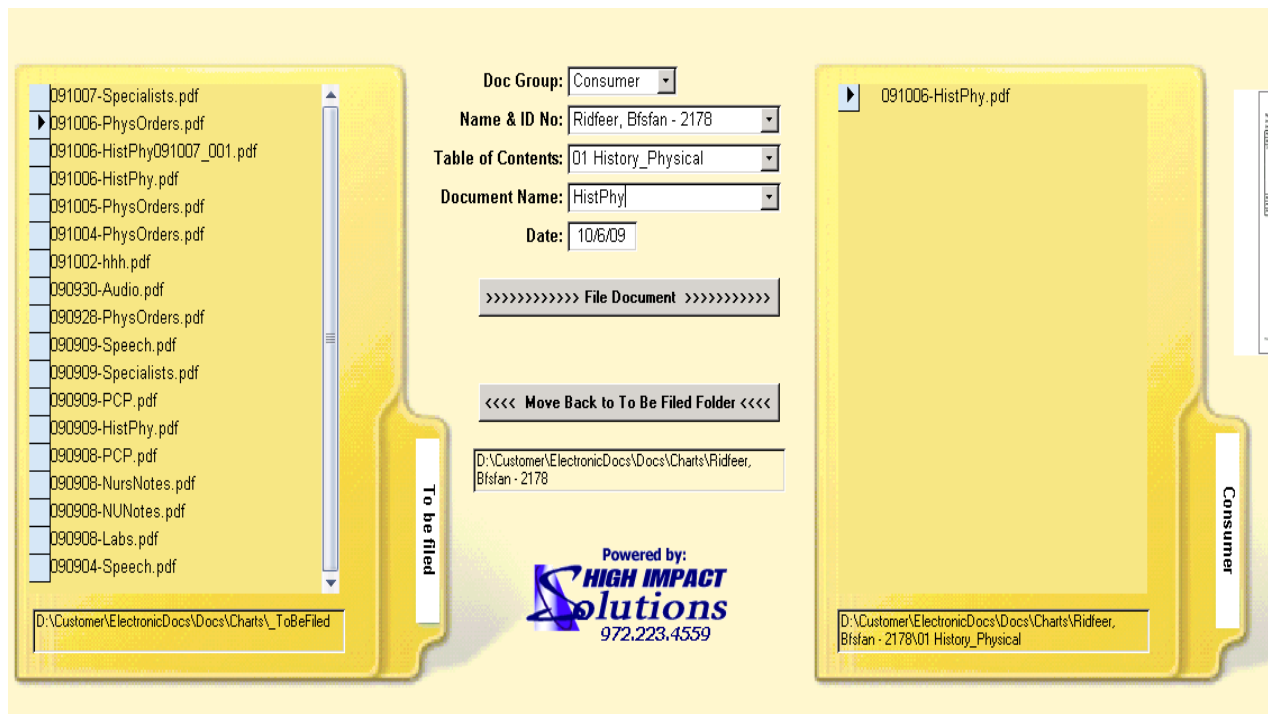 091007-Specialists.pdf
091006-PhysOrders.pdf
091006-HistPhy091007_001.pdf
091006-HistPhy.pdf
091005-PhysOrders.pdf
091004-PhysOrders.pdf
091002-hhh.pdf
090930-Audio.pdf
090928-PhysOrders.pdf
090909-Speech.pdf
090909-Specialists.pdf
090909-PCP.pdf
090909-HistPhy.pdf
090908-PCP.pdf
090908-NursNotes.pdf
090908-NUNotes.pdf
090908-Labs.pdf
090904-Speech.pdf
D:\Customer\ElectronicDocs\Docs\Charts\_ToBeFiled
To be filed
Doc Group: Consumer
Name & ID No: Ridfeer, Bfsfan - 2178
Table of Contents: 01 History_Physical
Document Name: HistPhy
Date: 10/6/09
>>>>>>>>>>>> File Document >>>>>>>>>>>
<<<< Move Back to To Be Filed Folder <<<<
D:\Customer\ElectronicDocs\Docs\Charts\Ridfeer,
Bfsfan - 2178
Powered by:
HIGH IMPACT
Solutions
972.223.4559
091006-HistPhy.pdf
D:\Customer\ElectronicDocs\Docs\Charts\Ridfeer,
Bfsfan - 2178\01 History_Physical
Consumer